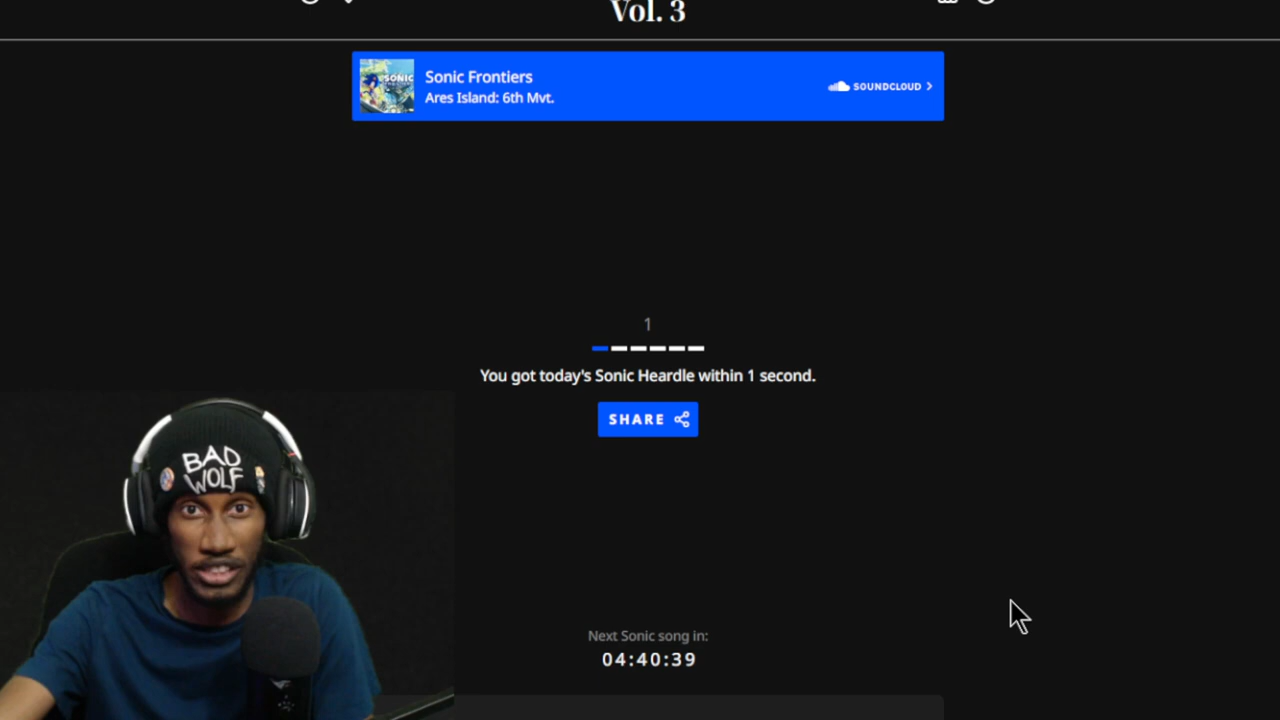 Vol. 3
SONIC
Sonic Frontiers
Ares Island: 6th Mvt.
SOUNDCLOUD
1
You got today's Sonic Heardle within 1 second.
SHARE
BAD
WOLF
Next Sonic song in:
04:40:39